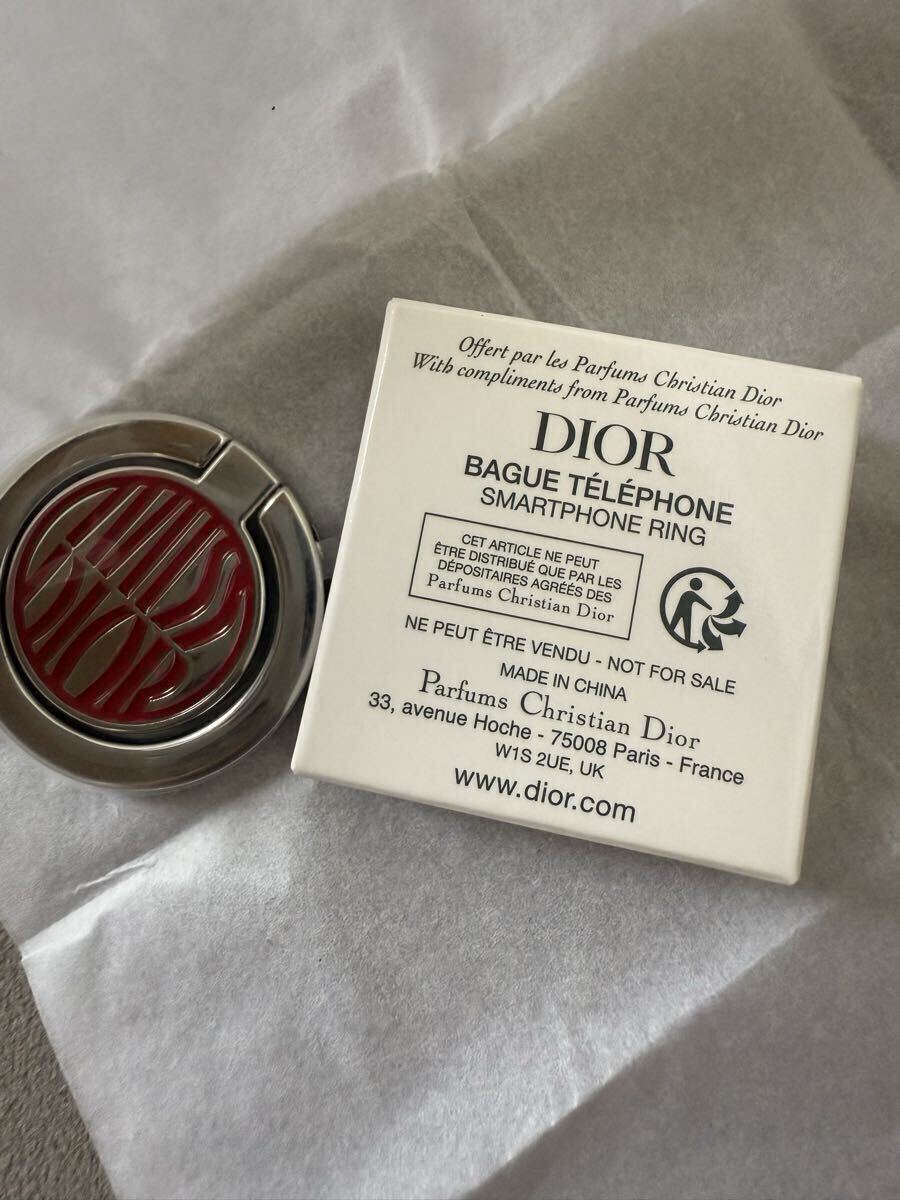 MISS
DIOR
Offert par les Parfums Christian Dior
With compliments from Parfums Christian Dior
DIOR
BAGUE TÉLÉPHONE
SMARTPHONE RING
CET ARTICLE NE PEUT
ÊTRE DISTRIBUÉ QUE PAR LES
DÉPOSITAIRES AGRÉÉS DES
Parfums Christian Dior
NE PEUT ÊTRE VENDU - NOT FOR SALE
MADE IN CHINA
Parfums Christian Dior
33, avenue Hoche - 75008 Paris - France
W1S 2UE, UK
www.dior.com